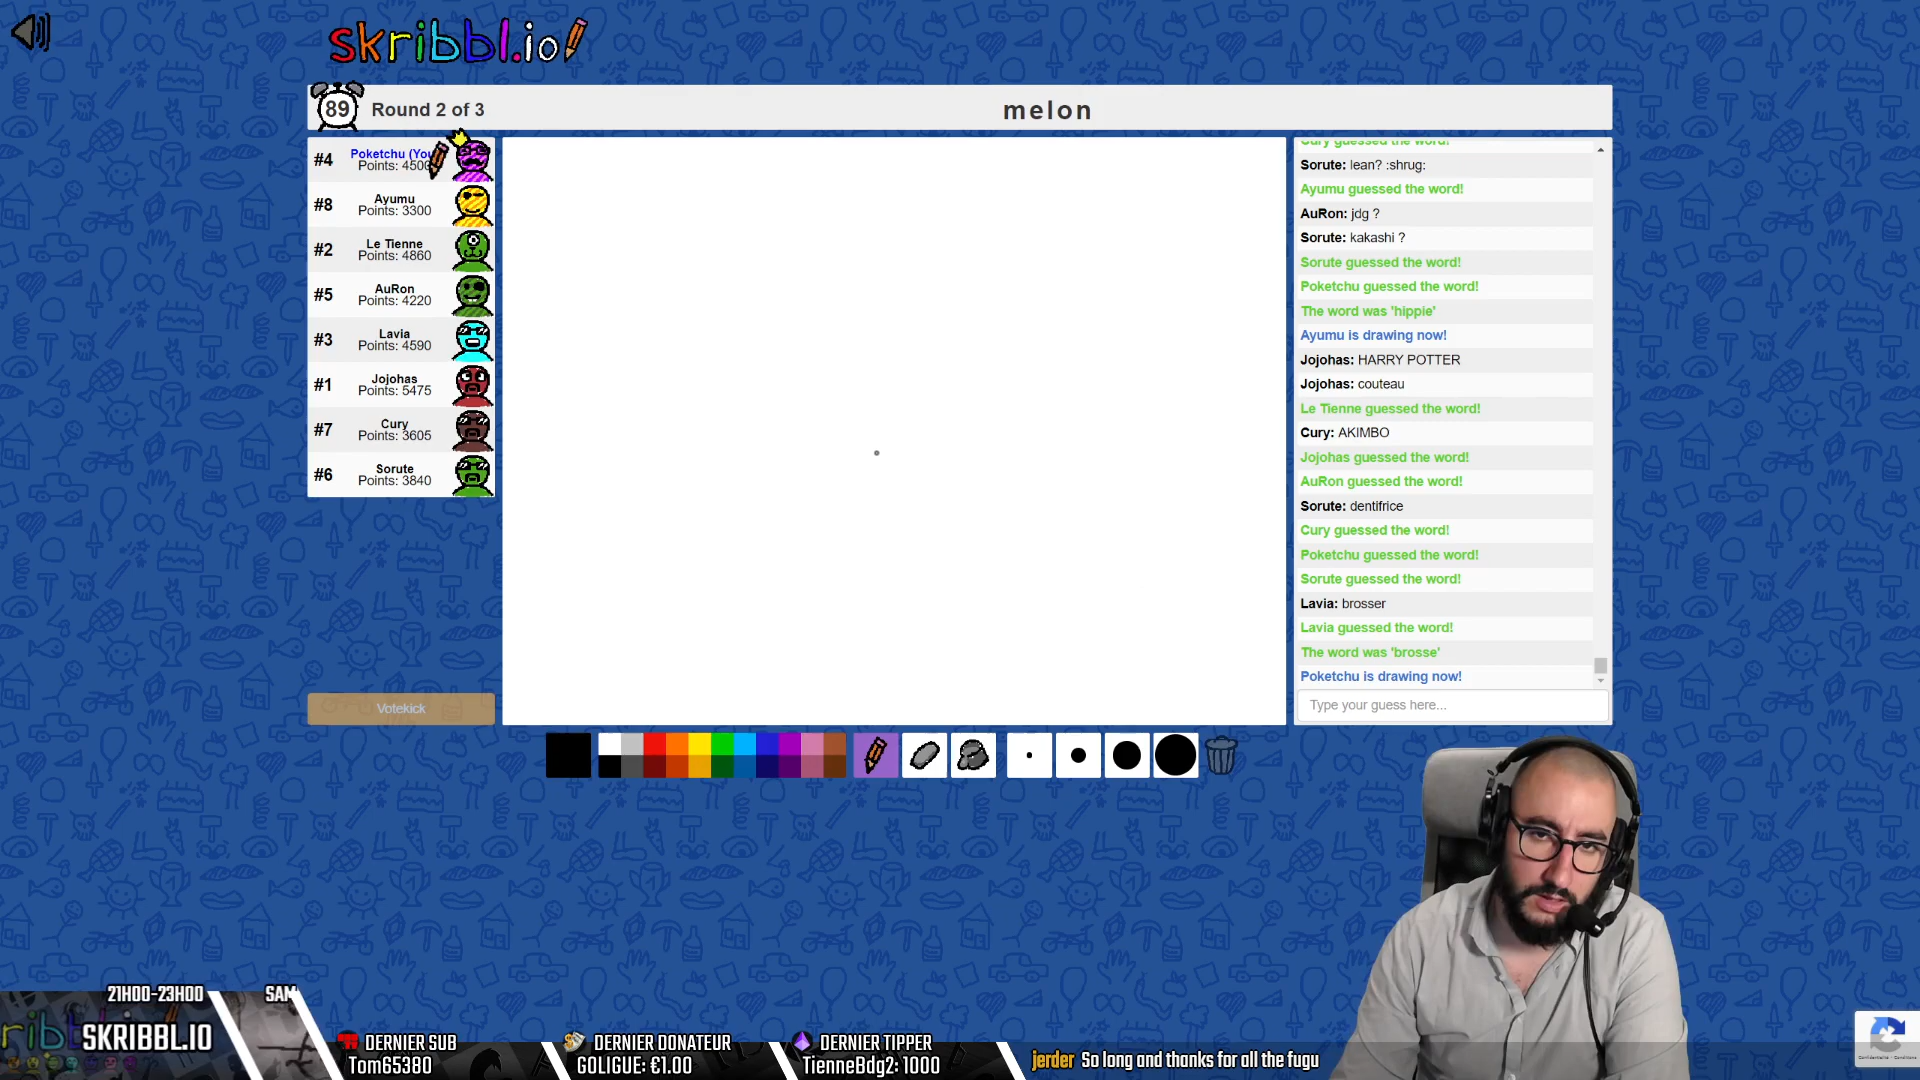 skribbl.io
89
Round 2 of 3
melon
#4
Poketchu (You
Points: 4500
#8
Ayumu
Points: 3300
#2
Le Tienne
Points: 4860
#5
AuRon
Points: 4220
#3
Lavia
Points: 4590
#1
Jojohas
Points: 5475
#7
Cury
Points: 3605
#6
Sorute
Points: 3840
Votekick
Cury guessed the word!
Sorute: lean? :shrug:
Ayumu guessed the word!
AuRon: jdg ?
Sorute: kakashi ?
Sorute guessed the word!
Poketchu guessed the word!
The word was 'hippie'
Ayumu is drawing now!
Jojohas: HARRY POTTER
Jojohas: couteau
Le Tienne guessed the word!
Cury: AKIMBO
Jojohas guessed the word!
AuRon guessed the word!
Sorute: dentifrice
Cury guessed the word!
Poketchu guessed the word!
Sorute guessed the word!
Lavia: brosser
Lavia guessed the word!
The word was 'brosse'
Poketchu is drawing now!
Type your guess here...
21H00-23H00
SKRIBBL.IO
SAM
DERNIER SUB
Tom65380
DERNIER DONATEUR
GOLIGUE: €1.00
DERNIER TIPPER
TienneBdg2: 1000
jerder So long and thanks for all the fugu